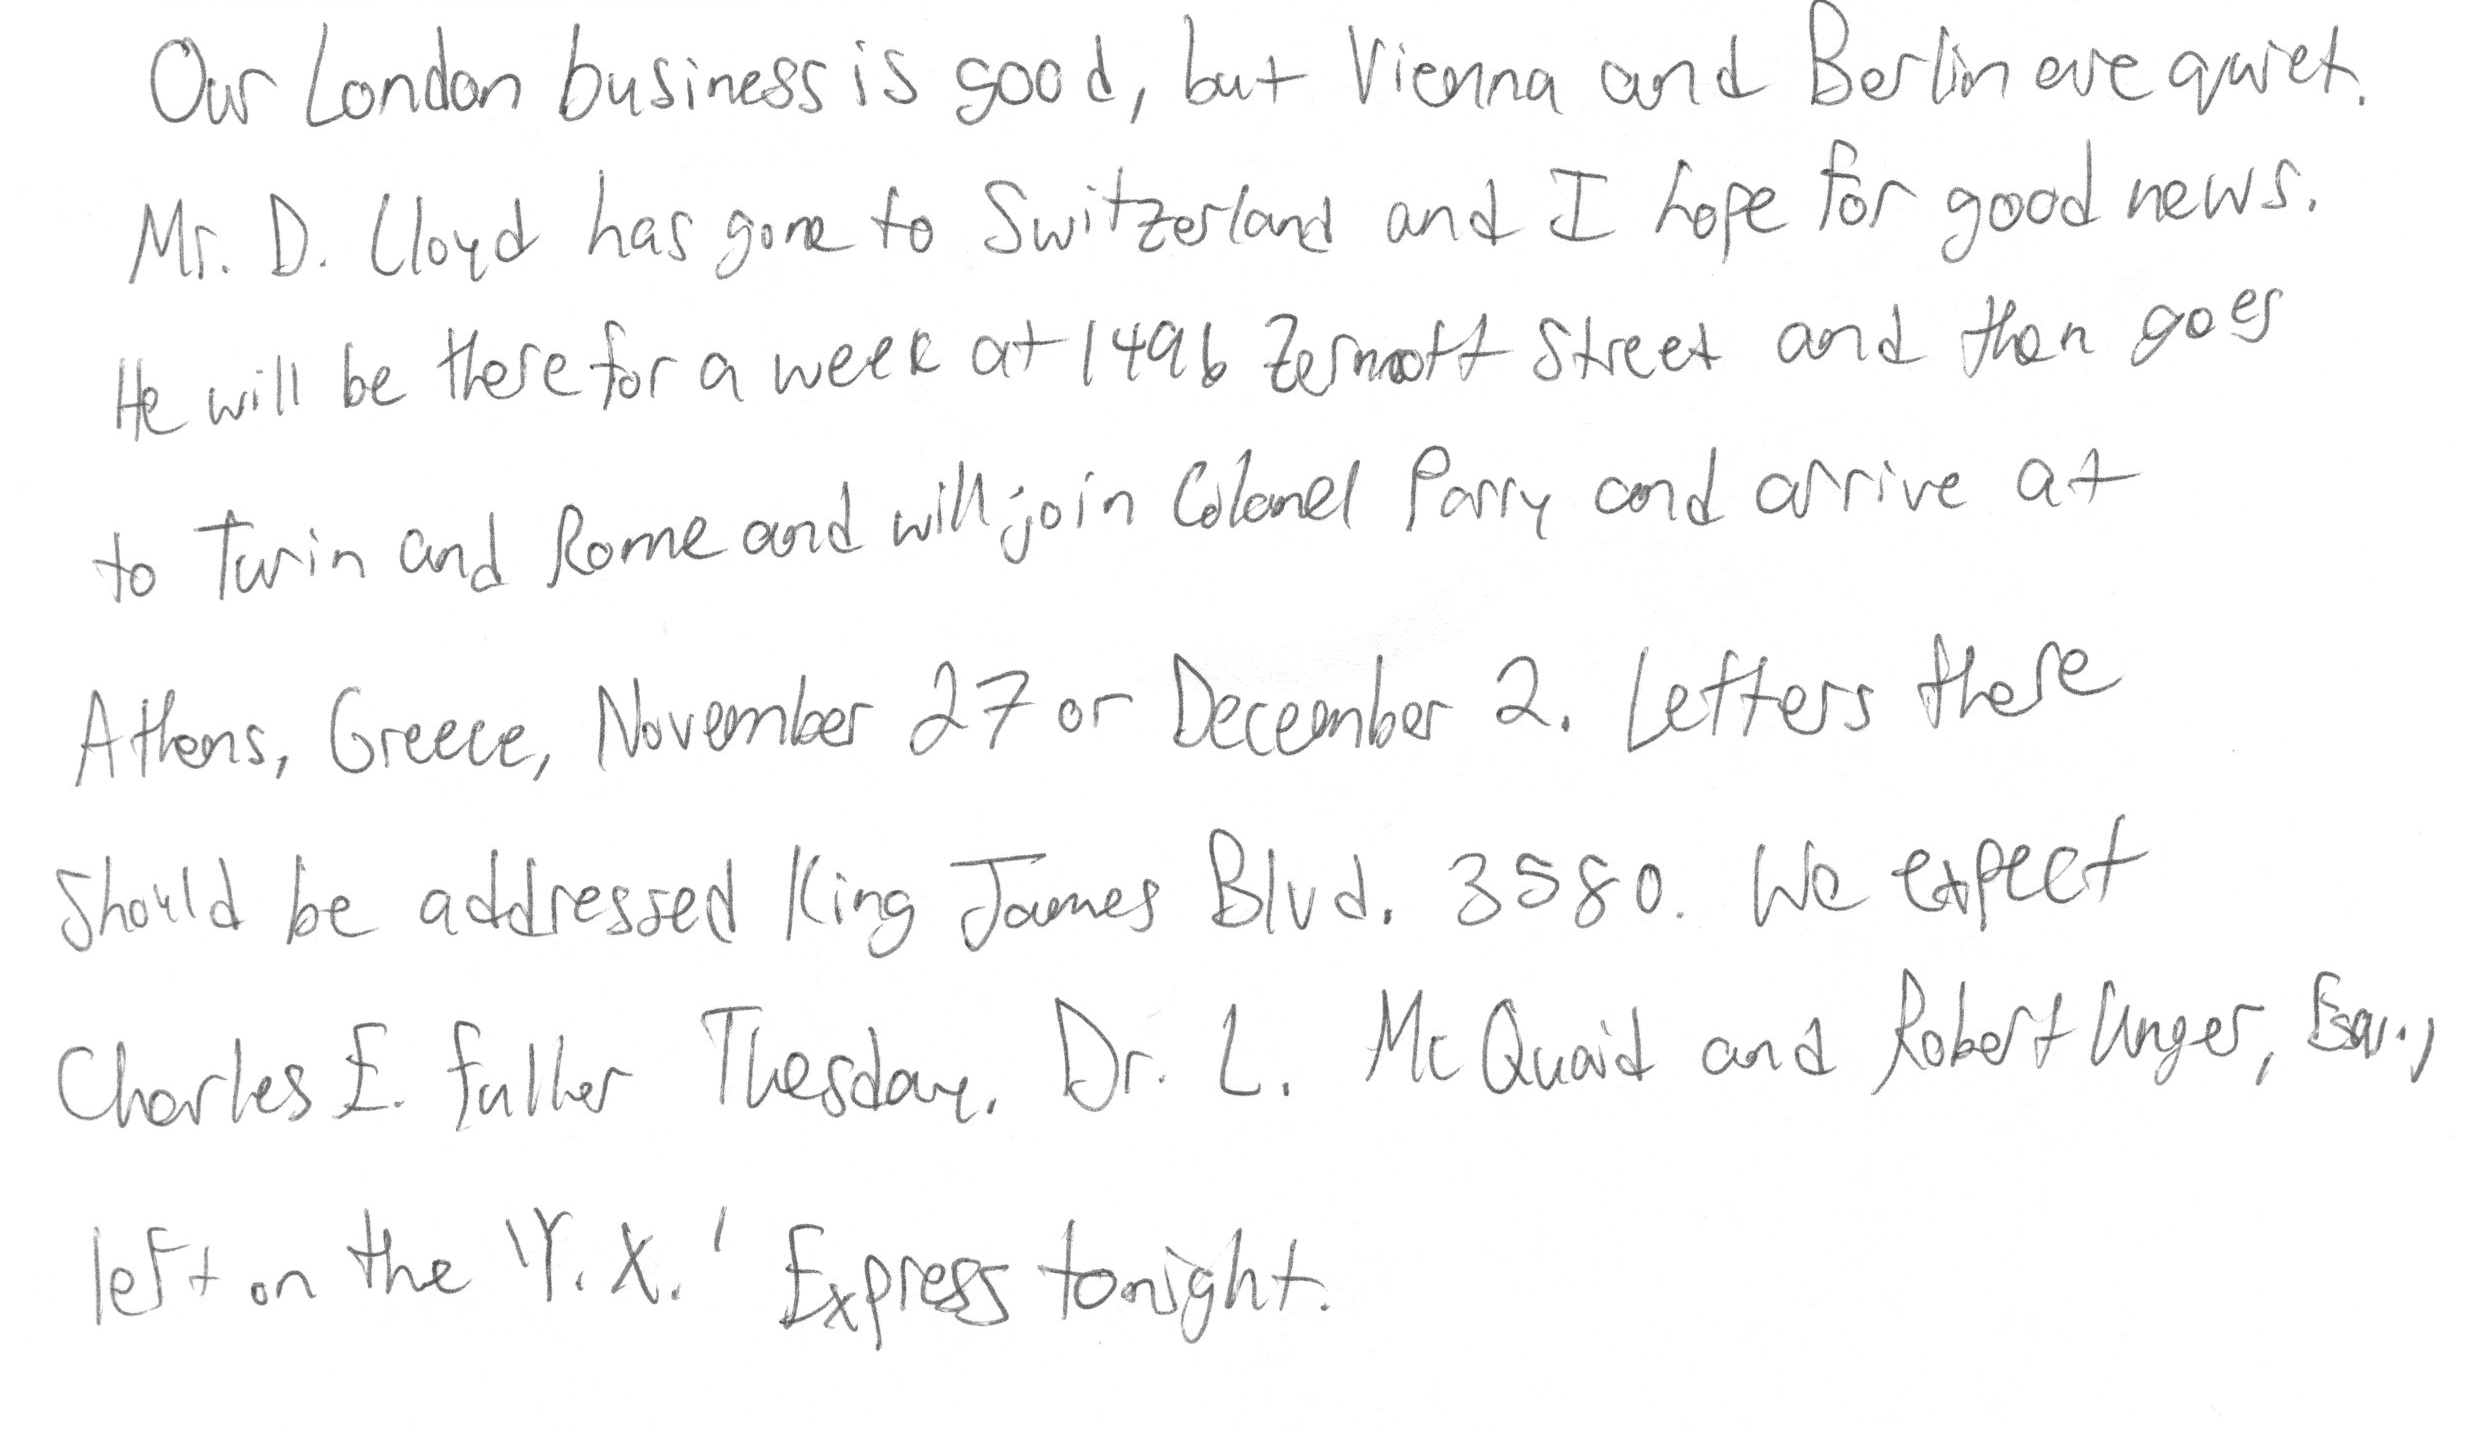 Our London business is good, but Vienna and Berlin are quiet.
Mr. D. Lloyd has gone to Switzerland and I hope for good news.
He will be there for a week at 1496 Zermott Street and then goes
to Turin and Rome and will join Colonel Parry and arrive at
Athens, Greece, November 27 or December 2. Letters there
should be addressed King James Blvd. 3580. We expect
Charles E. Fuller Tuesday. Dr. L. McQuaid and Robert Unger, Esq.,
left on the 'Y.X.' Express tonight.